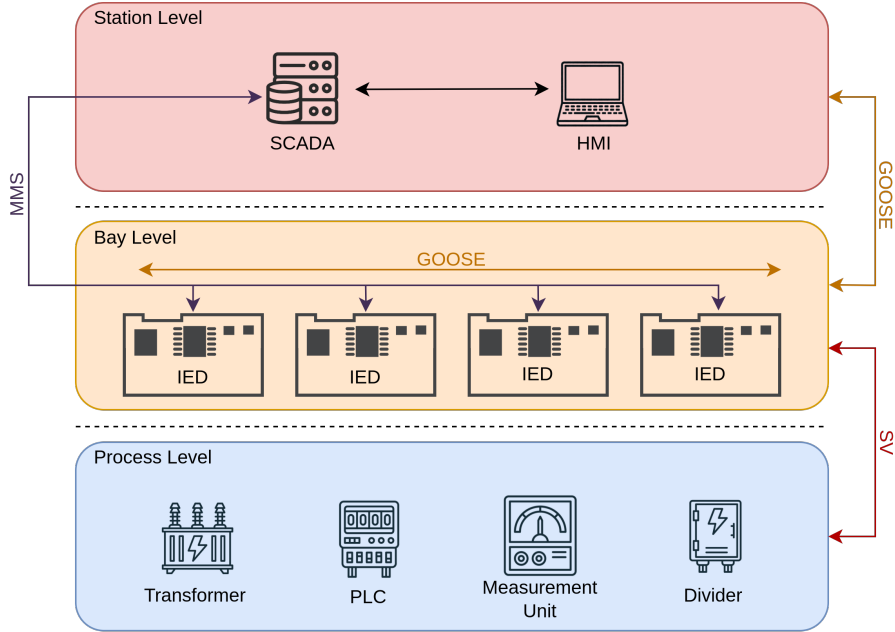 Station Level
SCADA
HMI
MMS
GOOSE
Bay Level
GOOSE
IED
IED
IED
IED
SV
Process Level
Transformer
PLC
Measurement
Unit
Divider